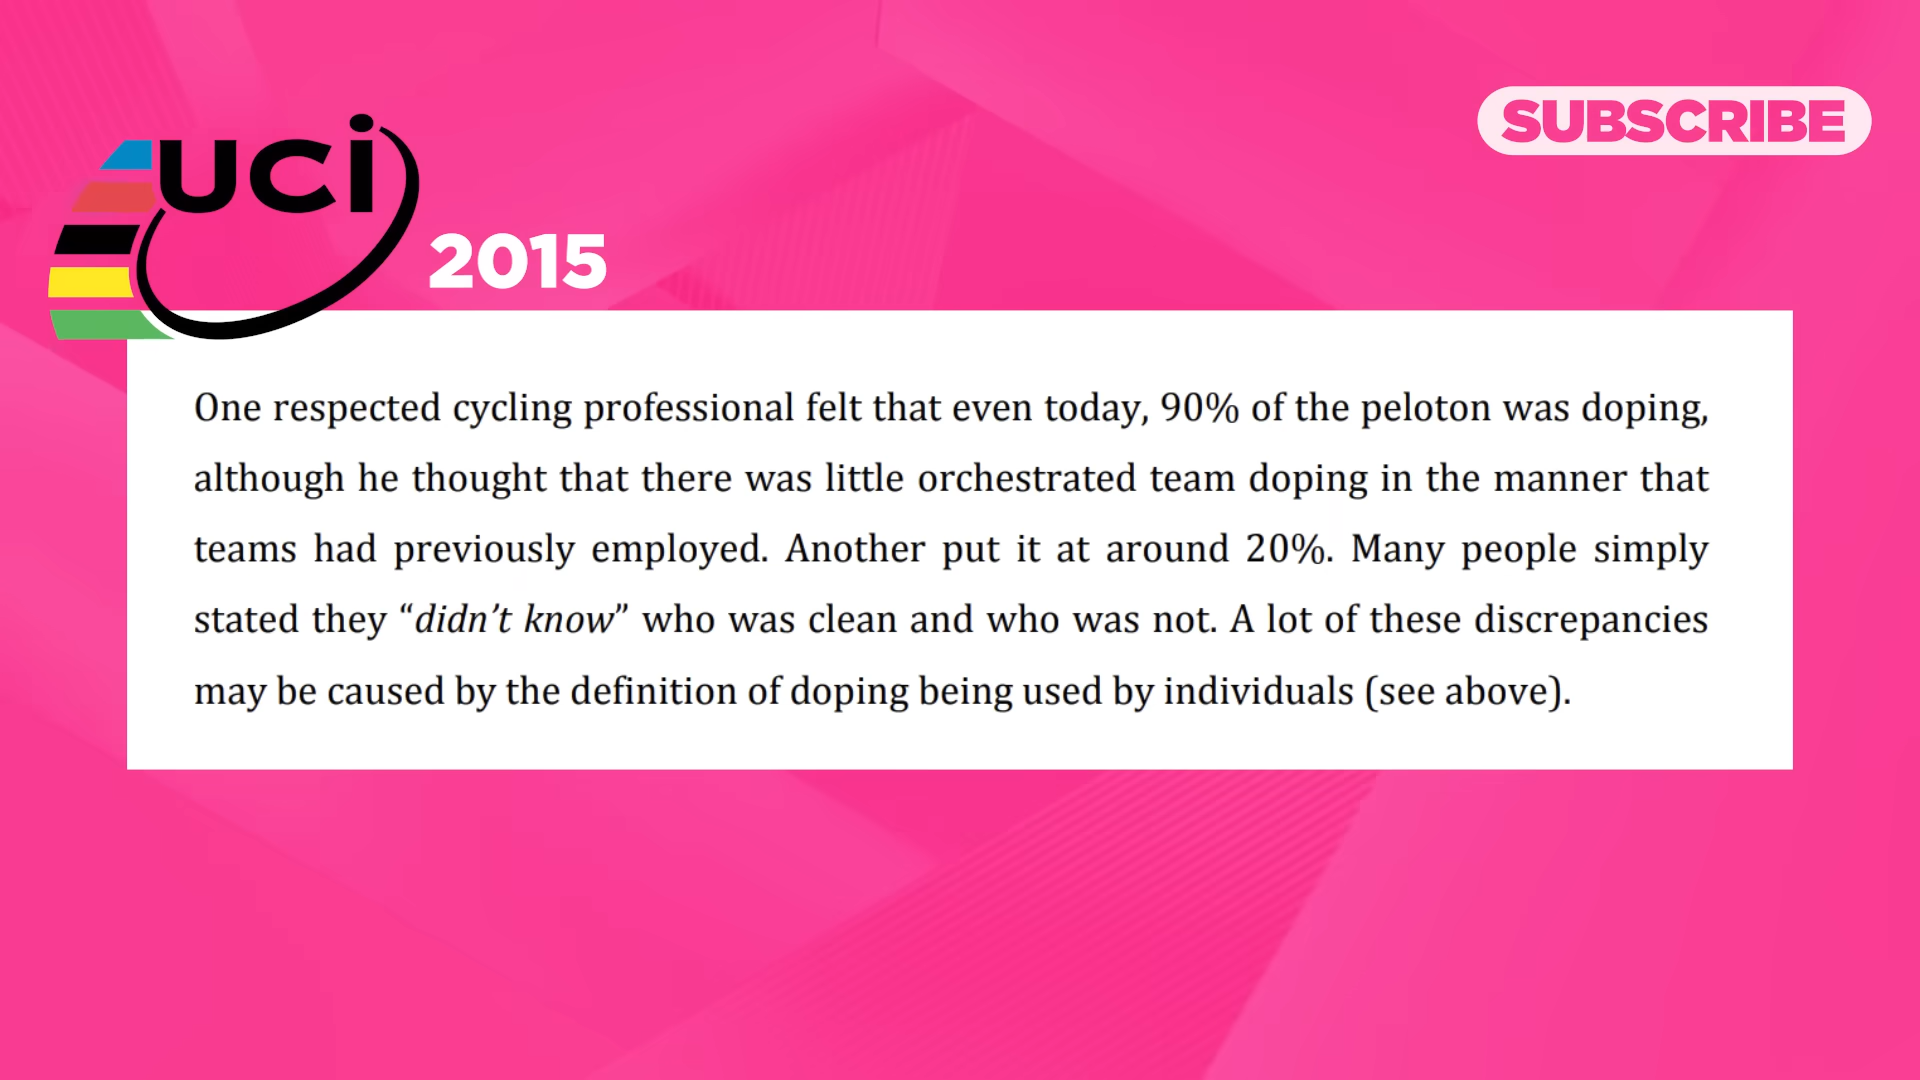 SUBSCRIBE
UCI
2015
One respected cycling professional felt that even today, 90% of the peloton was doping,
although he thought that there was little orchestrated team doping in the manner that
teams had previously employed. Another put it at around 20%. Many people simply
stated they “didn’t know” who was clean and who was not. A lot of these discrepancies
may be caused by the definition of doping being used by individuals (see above).